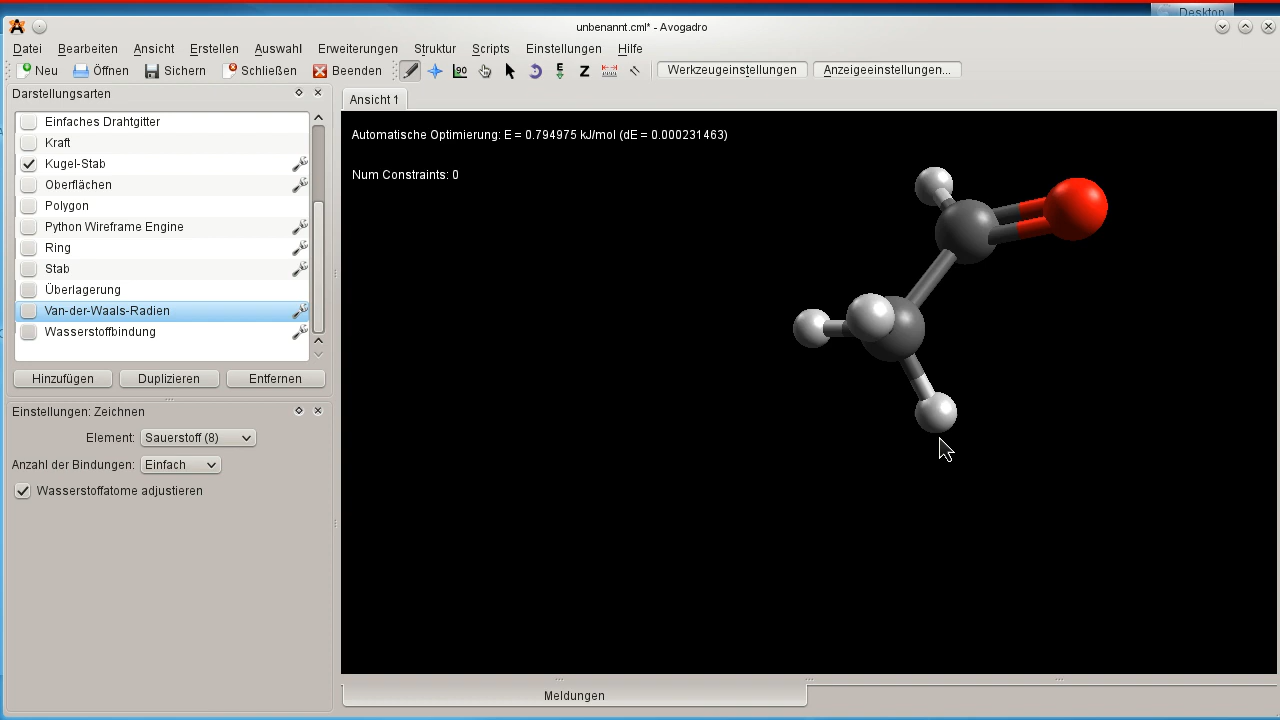 Desktop
unbenannt.cml* - Avogadro
Datei Bearbeiten Ansicht Erstellen Auswahl Erweiterungen Struktur Scripts Einstellungen Hilfe
Neu Öffnen Sichern Schließen Beenden 90 E Z Werkzeugeinstellungen Anzeigeeinstellungen...
Darstellungsarten
Ansicht 1
Einfaches Drahtgitter
Kraft
Kugel-Stab
Oberflächen
Polygon
Python Wireframe Engine
Ring
Stab
Überlagerung
Van-der-Waals-Radien
Wasserstoffbindung
Hinzufügen Duplizieren Entfernen
Einstellungen: Zeichnen
Element: Sauerstoff (8)
Anzahl der Bindungen: Einfach
Wasserstoffatome adjustieren
Automatische Optimierung: E = 0.794975 kJ/mol (dE = 0.000231463)
Num Constraints: 0
Meldungen